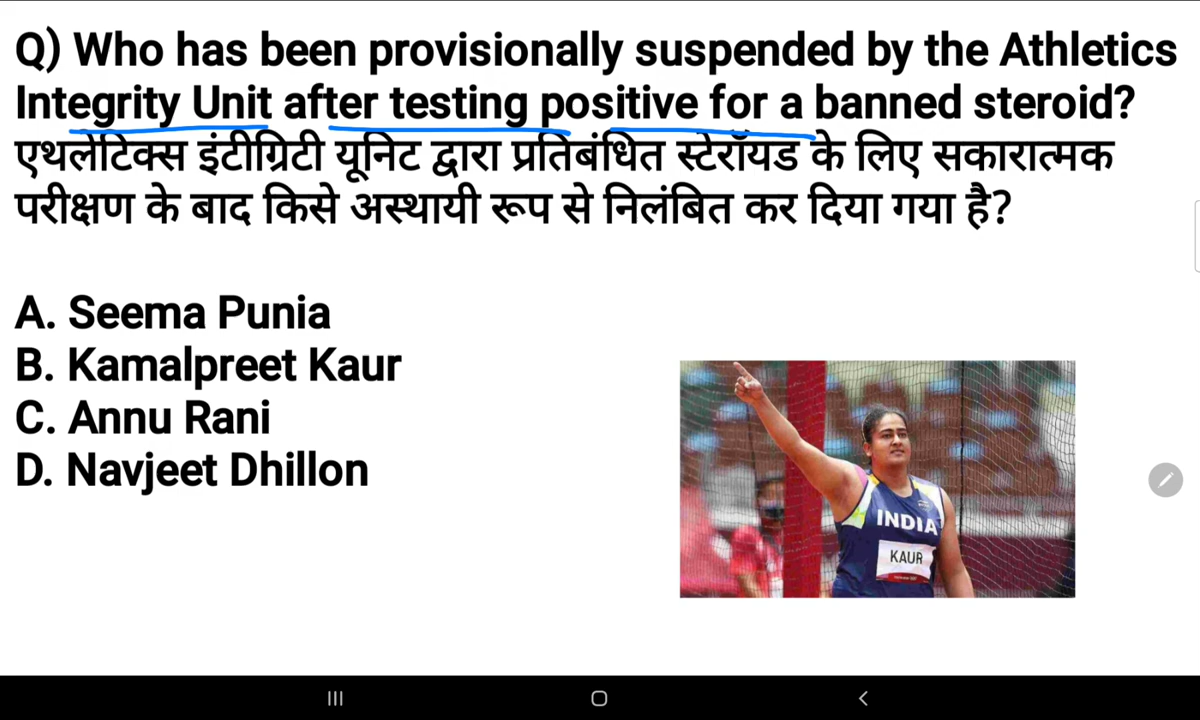 Q) Who has been provisionally suspended by the Athletics
Integrity Unit after testing positive for a banned steroid?
एथलेटिक्स इंटीग्रिटी यूनिट द्वारा प्रतिबंधित स्टेरॉयड के लिए सकारात्मक
परीक्षण के बाद किसे अस्थायी रूप से निलंबित कर दिया गया है?
A. Seema Punia
B. Kamalpreet Kaur
C. Annu Rani
D. Navjeet Dhillon
INDIA
KAUR